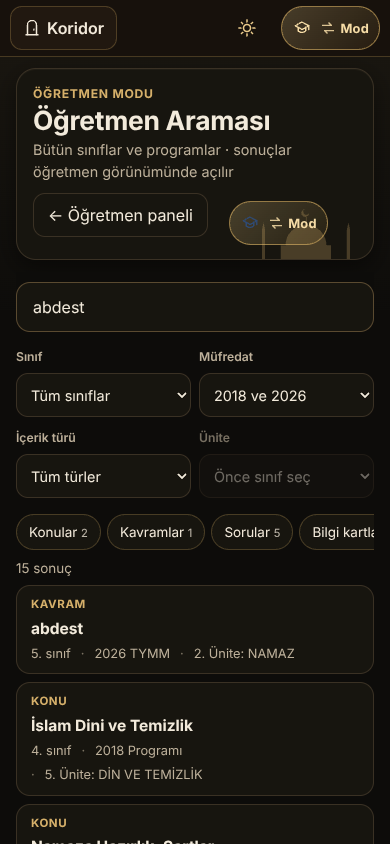 Koridor
Mod
ÖĞRETMEN MODU
Öğretmen Araması
Bütün sınıflar ve programlar · sonuçlar
öğretmen görünümünde açılır
← Öğretmen paneli
Mod
abdest
Sınıf
Müfredat
Tüm sınıflar
2018 ve 2026
İçerik türü
Ünite
Tüm türler
Önce sınıf seç
Konular 2
Kavramlar 1
Sorular 5
Bilgi kartla
15 sonuç
KAVRAM
abdest
5. sınıf · 2026 TYMM · 2. Ünite: NAMAZ
KONU
İslam Dini ve Temizlik
4. sınıf · 2018 Programı
· 5. Ünite: DİN VE TEMİZLİK
KONU